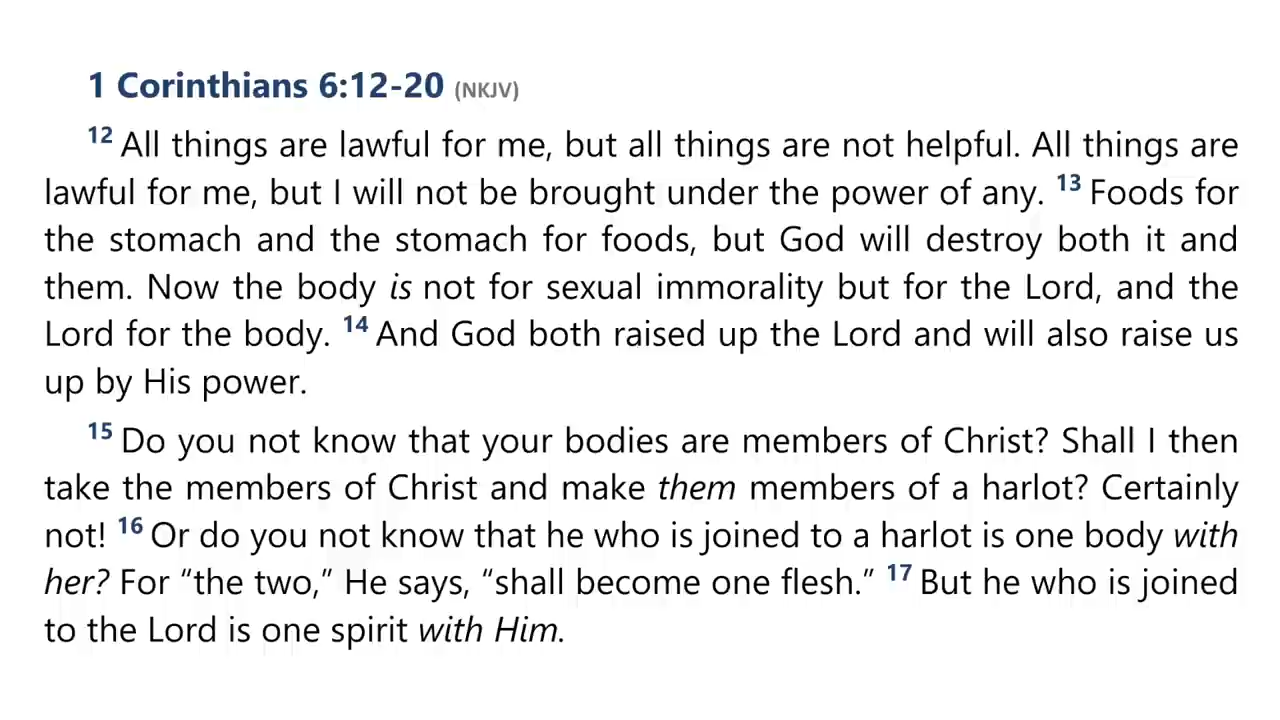 1 Corinthians 6:12-20 (NKJV)
12 All things are lawful for me, but all things are not helpful. All things are
lawful for me, but I will not be brought under the power of any. 13 Foods for
the stomach and the stomach for foods, but God will destroy both it and
them. Now the body is not for sexual immorality but for the Lord, and the
Lord for the body. 14 And God both raised up the Lord and will also raise us
up by His power.
15 Do you not know that your bodies are members of Christ? Shall I then
take the members of Christ and make them members of a harlot? Certainly
not! 16 Or do you not know that he who is joined to a harlot is one body with
her? For “the two,” He says, “shall become one flesh.” 17 But he who is joined
to the Lord is one spirit with Him.